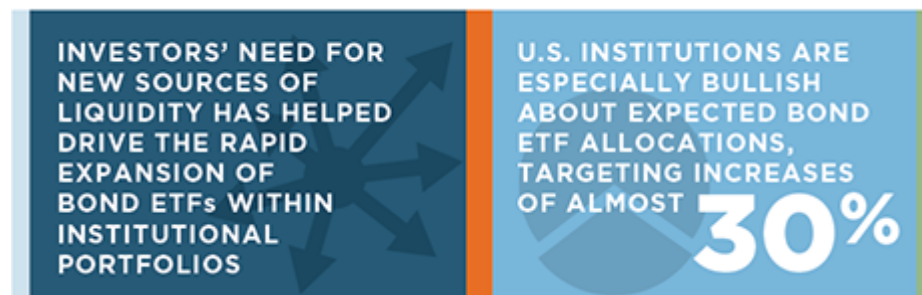 INVESTORS' NEED FOR
NEW SOURCES OF
LIQUIDITY HAS HELPED
DRIVE THE RAPID
EXPANSION OF
BOND ETFs WITHIN
INSTITUTIONAL
PORTFOLIOS
U.S. INSTITUTIONS ARE
ESPECIALLY BULLISH
ABOUT EXPECTED BOND
ETF ALLOCATIONS,
TARGETING INCREASES
OF ALMOST 30%